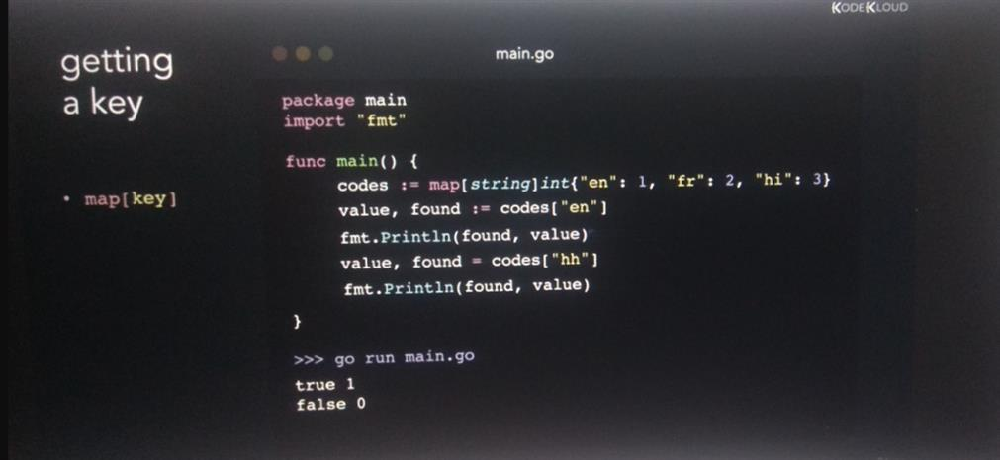 KODEKLOUD
getting
a key
• map[key]
main.go
package main
import "fmt"
func main() {
codes := map[string]int{"en": 1, "fr": 2, "hi": 3}
value, found := codes["en"]
fmt.Println(found, value)
value, found = codes["hh"]
fmt.Println(found, value)
}
>>> go run main.go
true 1
false 0